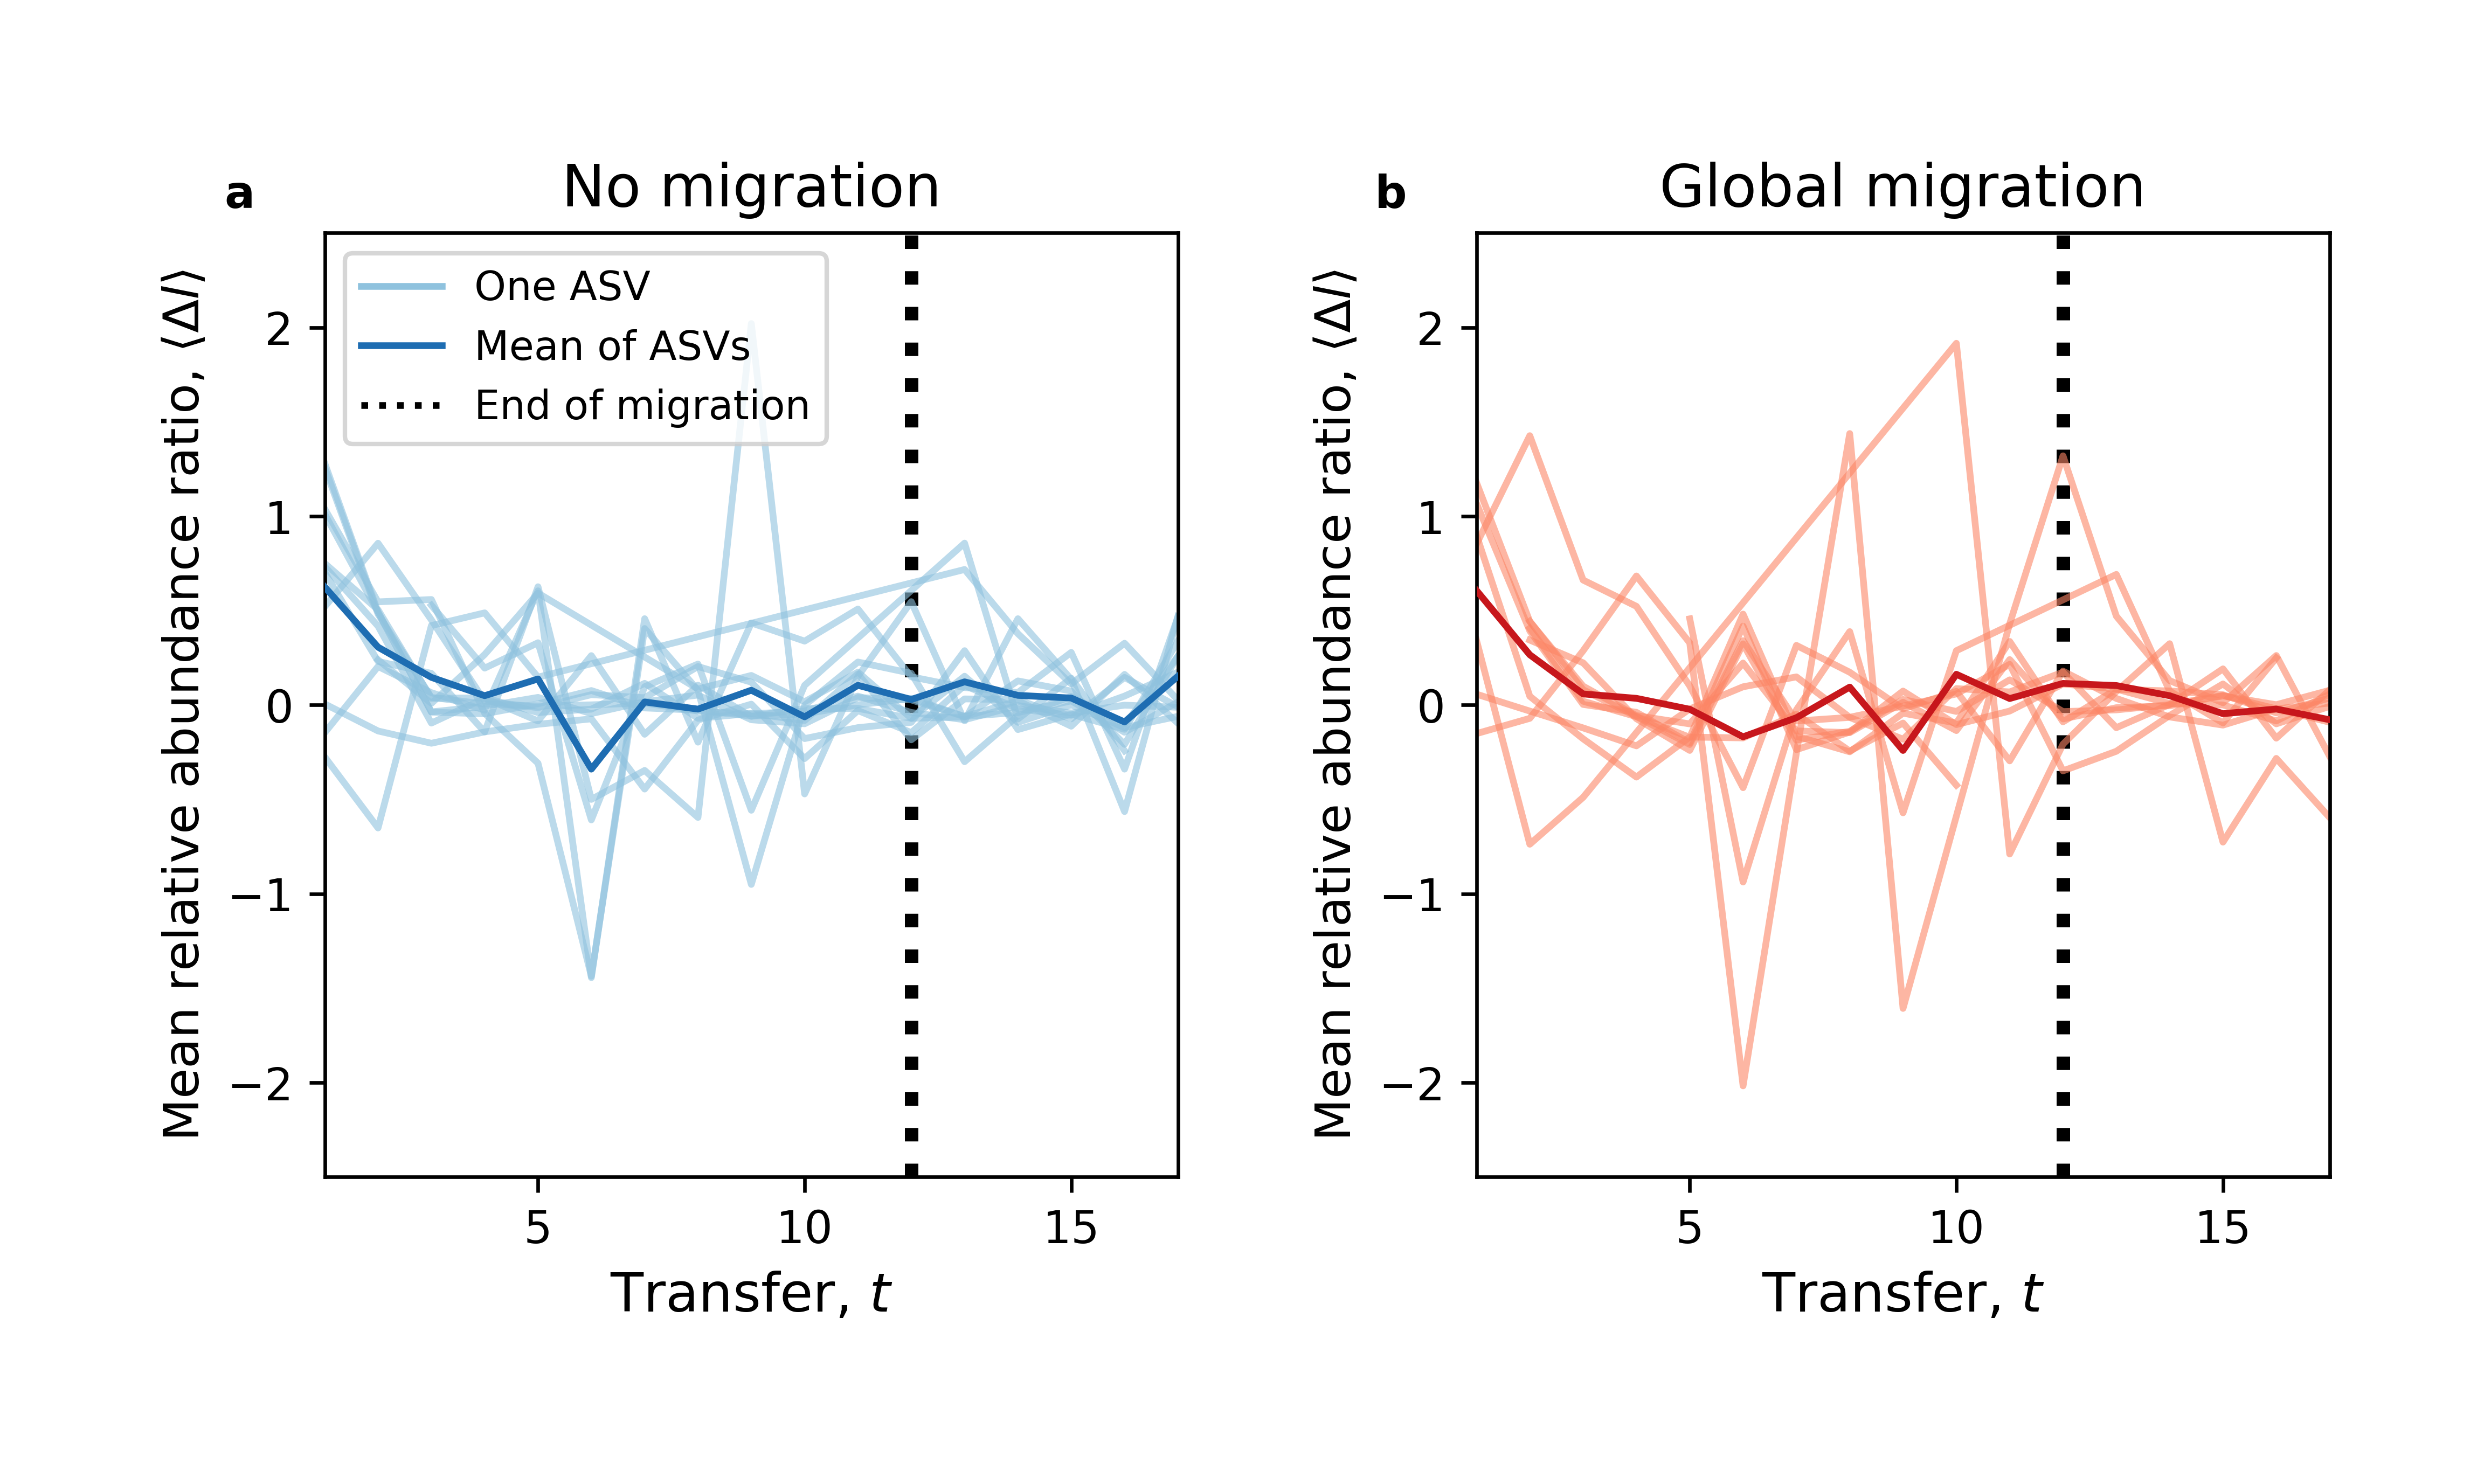 a
No migration
One ASV
Mean of ASVs
End of migration
Mean relative abundance ratio, ⟨Δl⟩
2
1
0
−1
−2
5
10
15
Transfer, t
b
Global migration
Mean relative abundance ratio, ⟨Δl⟩
2
1
0
−1
−2
5
10
15
Transfer, t